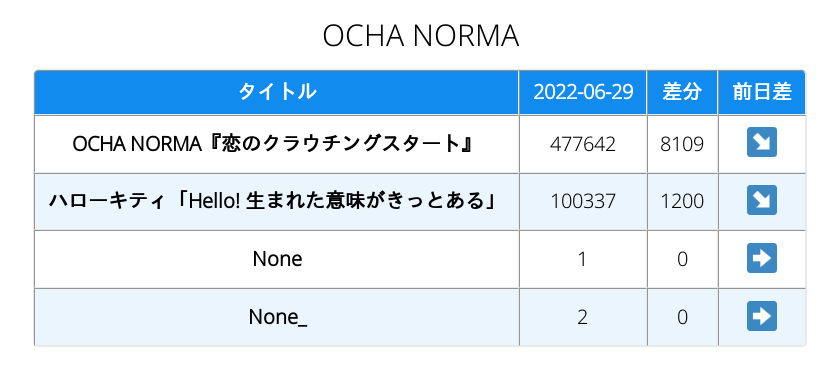 OCHA NORMA
タイトル 2022-06-29 差分 前日差
OCHA NORMA『恋のクラウチングスタート』 477642 8109 ↘
ハローキティ「Hello! 生まれた意味がきっとある」 100337 1200 ↘
None 1 0 ➡
None_ 2 0 ➡